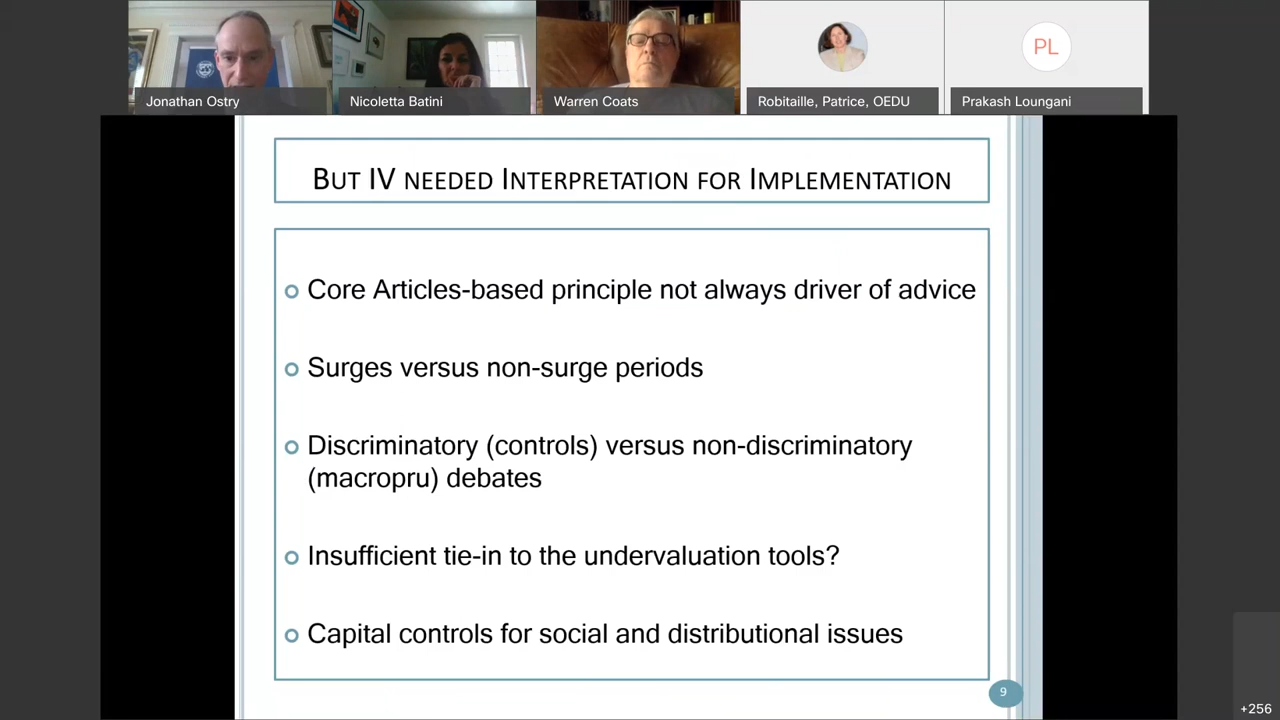 Jonathan Ostry
Nicoletta Batini
Warren Coats
Robitaille, Patrice, OEDU
PL
Prakash Loungani
BUT IV NEEDED INTERPRETATION FOR IMPLEMENTATION
Core Articles-based principle not always driver of advice
Surges versus non-surge periods
Discriminatory (controls) versus non-discriminatory
(macropru) debates
Insufficient tie-in to the undervaluation tools?
Capital controls for social and distributional issues
9
+256